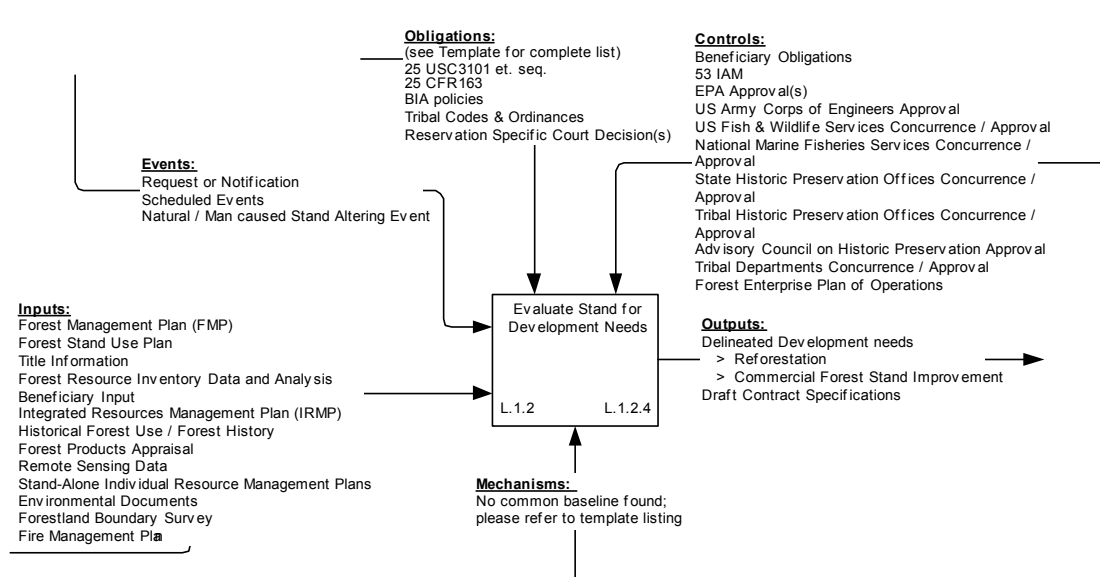 Obligations:
(see Template for complete list)
25 USC3101 et. seq.
25 CFR163
BIA policies
Tribal Codes & Ordinances
Reservation Specific Court Decision(s)
Controls:
Beneficiary Obligations
53 IAM
EPA Approval(s)
US Army Corps of Engineers Approval
US Fish & Wildlife Services Concurrence / Approval
National Marine Fisheries Services Concurrence /
Approval
State Historic Preservation Offices Concurrence /
Approval
Tribal Historic Preservation Offices Concurrence /
Approval
Advisory Council on Historic Preservation Approval
Tribal Departments Concurrence / Approval
Forest Enterprise Plan of Operations
Events:
Request or Notification
Scheduled Events
Natural / Man caused Stand Altering Event
Inputs:
Forest Management Plan (FMP)
Forest Stand Use Plan
Title Information
Forest Resource Inventory Data and Analysis
Beneficiary Input
Integrated Resources Management Plan (IRMP)
Historical Forest Use / Forest History
Forest Products Appraisal
Remote Sensing Data
Stand-Alone Individual Resource Management Plans
Environmental Documents
Forestland Boundary Survey
Fire Management Plan
Evaluate Stand for
Development Needs
L.1.2 L.1.2.4
Outputs:
Delineated Development needs
> Reforestation
> Commercial Forest Stand Improvement
Draft Contract Specifications
Mechanisms:
No common baseline found;
please refer to template listing